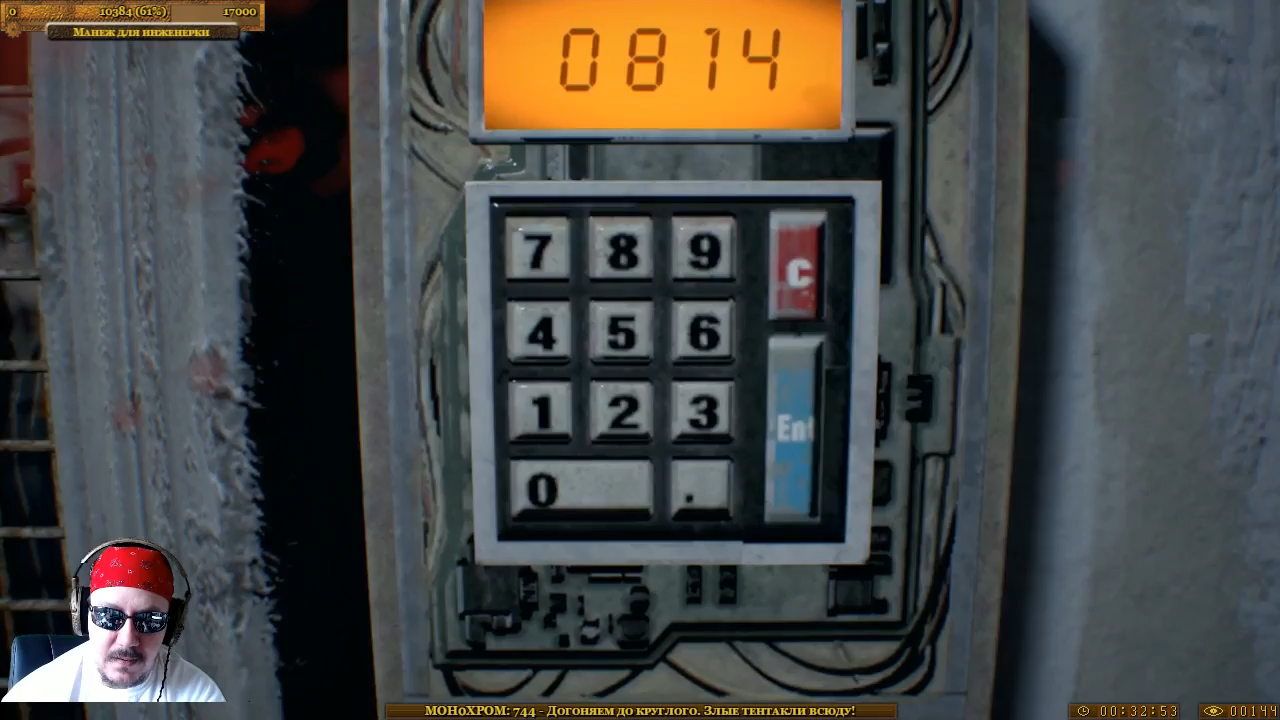 0 10384 (61%) 17000
Манеж для инженерки
0814
7 8 9 C
4 5 6
1 2 3 Ent
0 .
МОНоХРОМ: 744 - Догоняем до круглого. Злые тентакли всюду!
00:32:53
00144